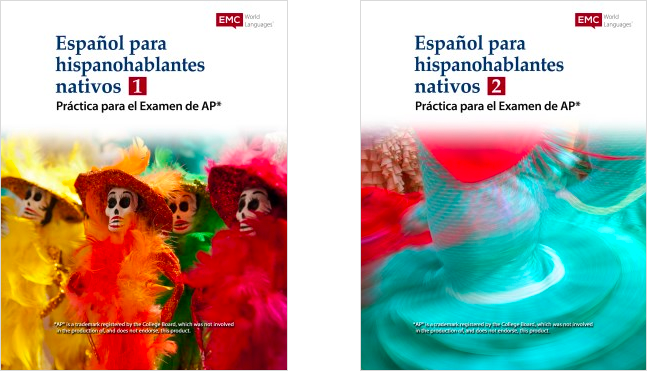 EMC World
Languages
Español para
hispanohablantes
nativos 1
Práctica para el Examen de AP*
*AP® is a trademark registered by the College Board, which was not involved
in the production of, and does not endorse, this product.
EMC World
Languages
Español para
hispanohablantes
nativos 2
Práctica para el Examen de AP*
*AP® is a trademark registered by the College Board, which was not involved
in the production of, and does not endorse, this product.